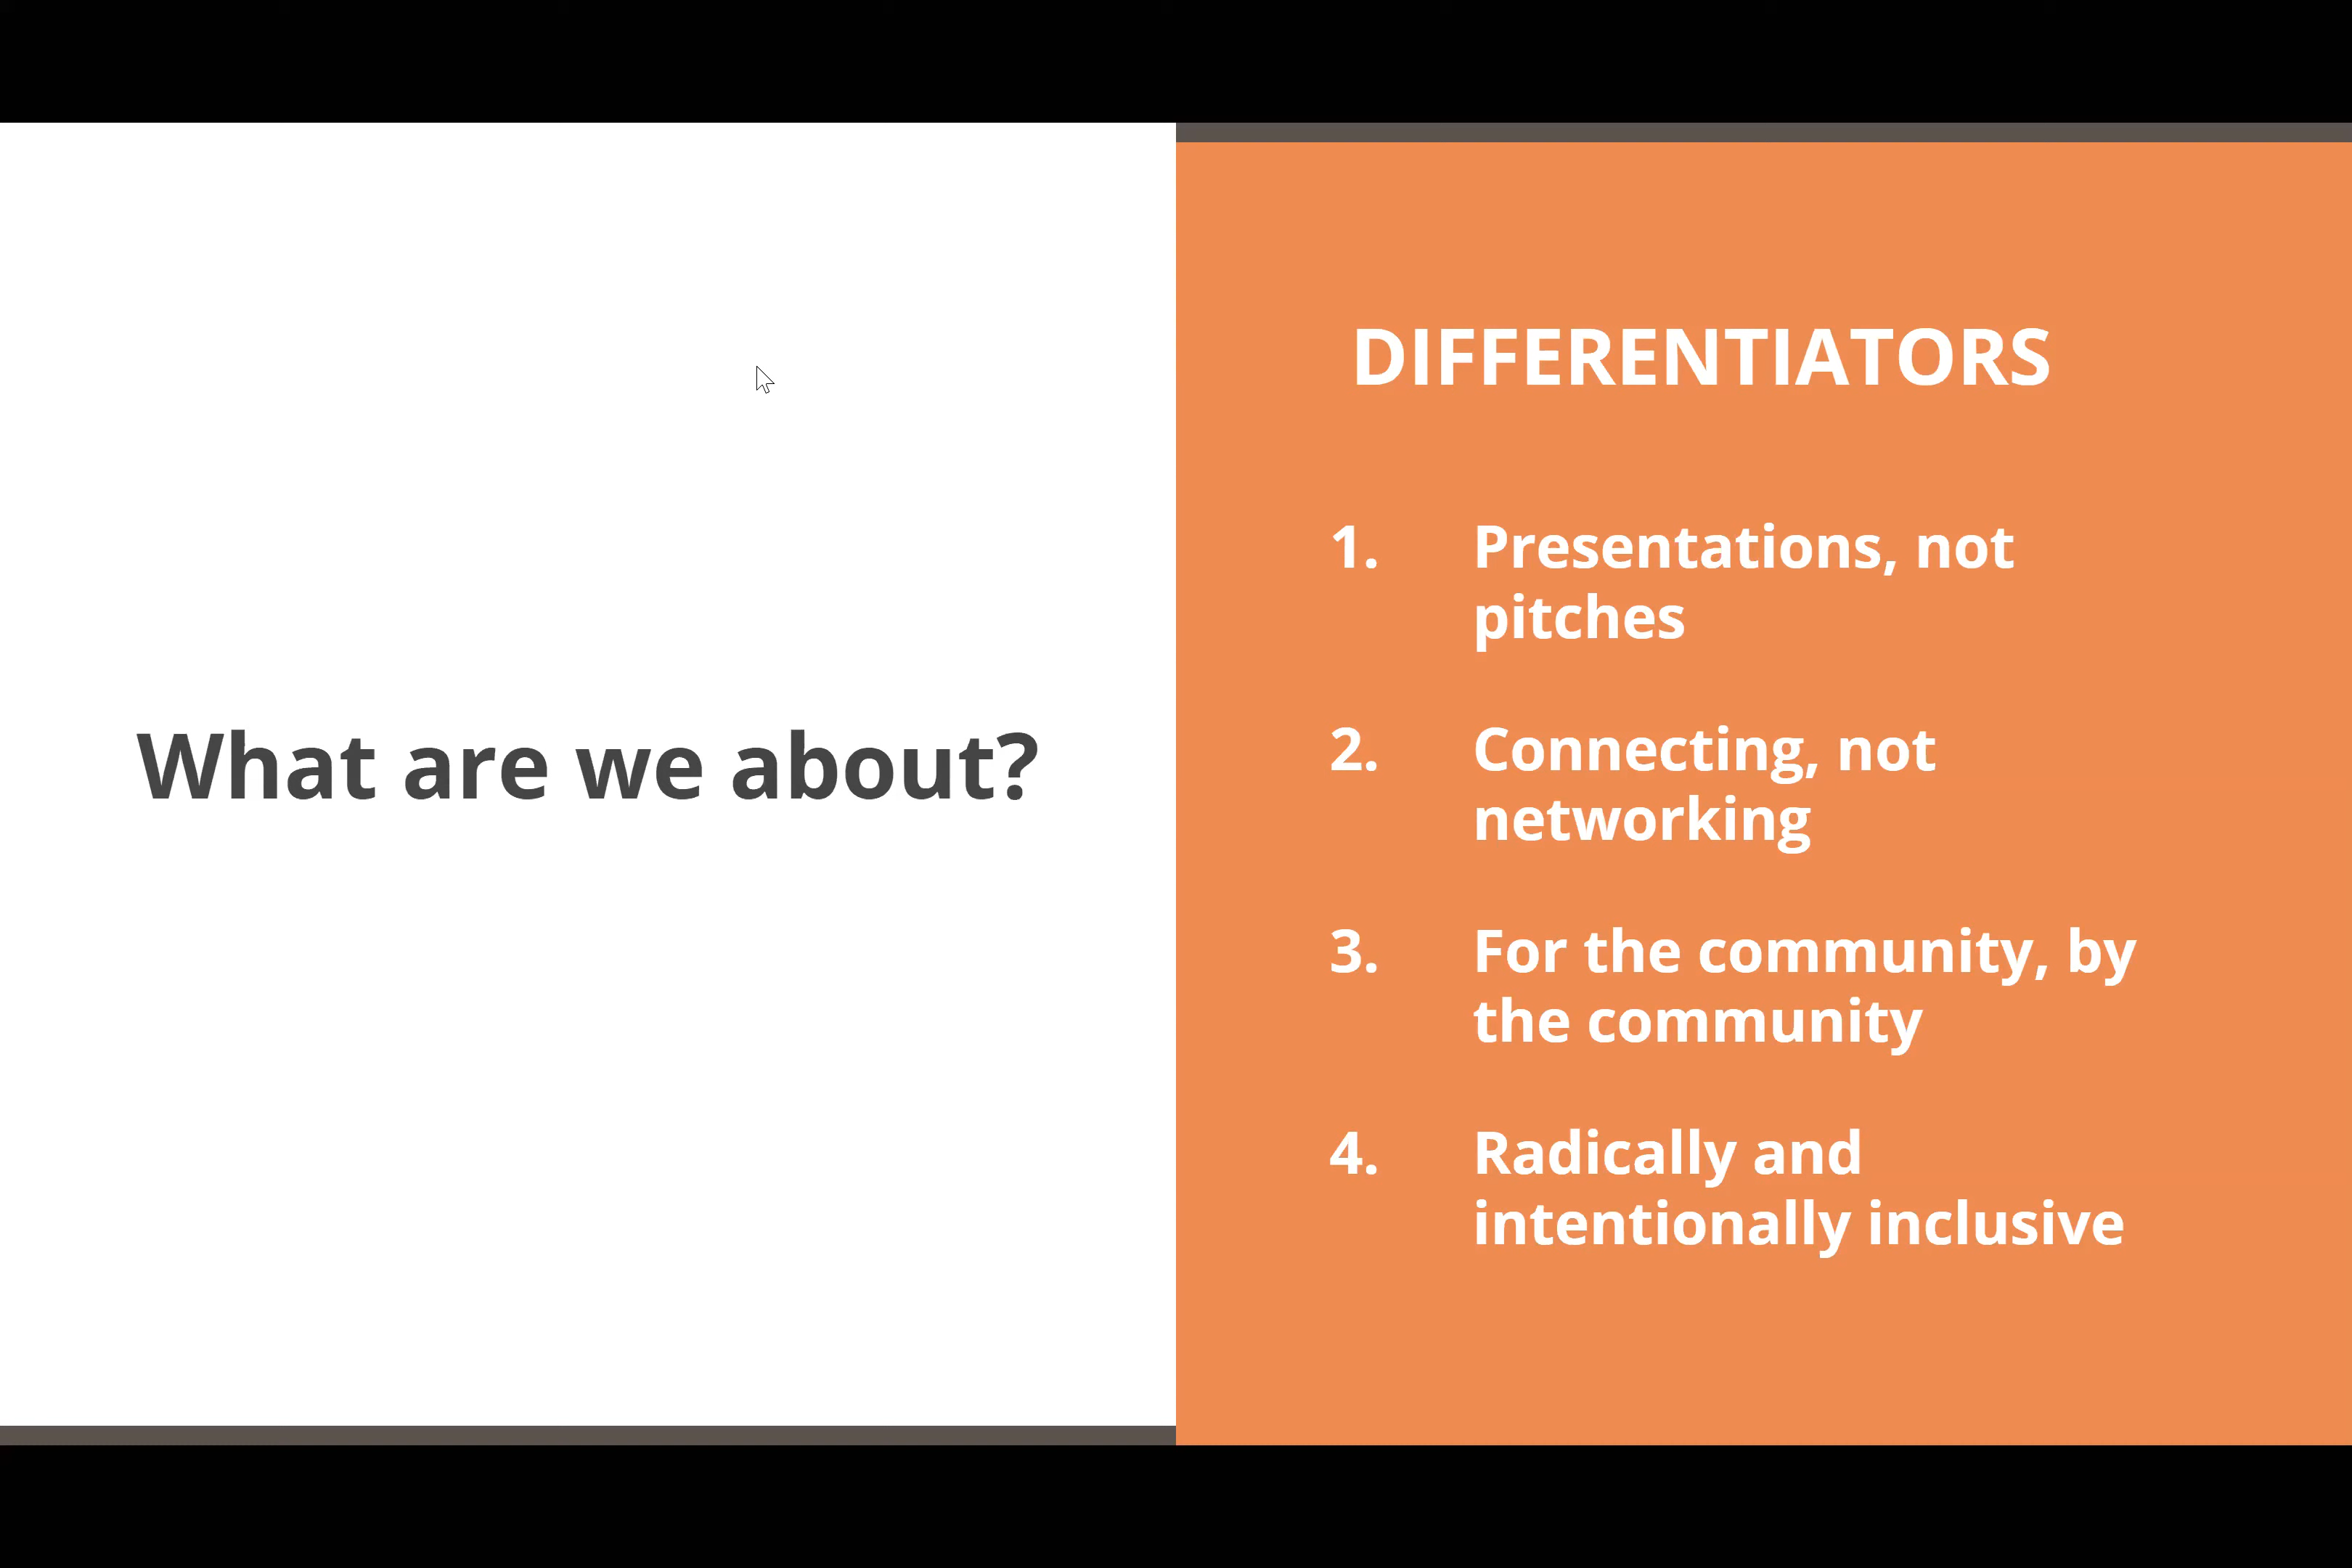 What are we about?
DIFFERENTIATORS
1. Presentations, not
pitches
2. Connecting, not
networking
3. For the community, by
the community
4. Radically and
intentionally inclusive